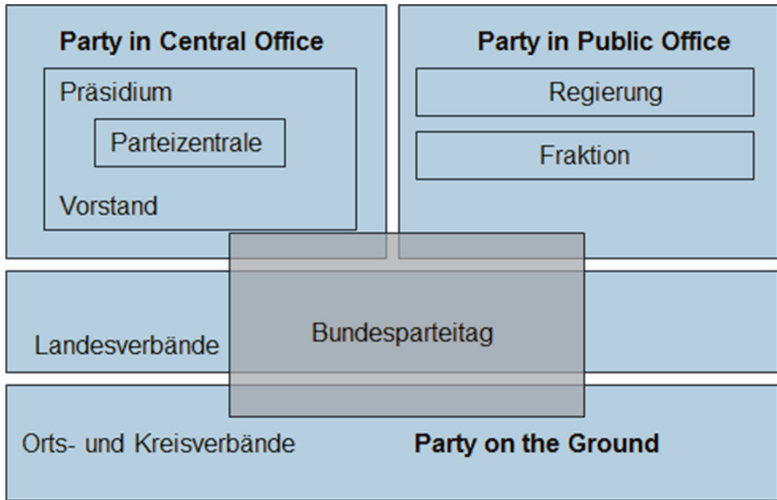 Party in Central Office
Präsidium
Parteizentrale
Vorstand
Party in Public Office
Regierung
Fraktion
Landesverbände
Bundesparteitag
Orts- und Kreisverbände
Party on the Ground